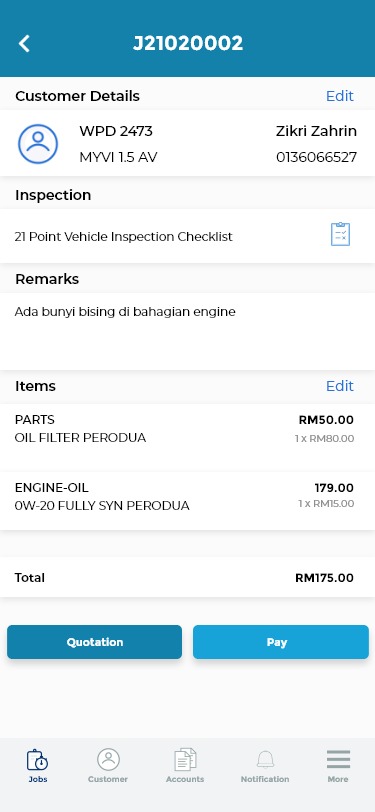 J21020002
Customer Details Edit
WPD 2473 Zikri Zahrin
MYVI 1.5 AV 0136066527
Inspection
21 Point Vehicle Inspection Checklist
Remarks
Ada bunyi bising di bahagian engine
Items Edit
PARTS RM50.00
OIL FILTER PERODUA 1 x RM80.00
ENGINE-OIL 179.00
0W-20 FULLY SYN PERODUA 1 x RM15.00
Total RM175.00
Quotation Pay
Jobs Customer Accounts Notification More